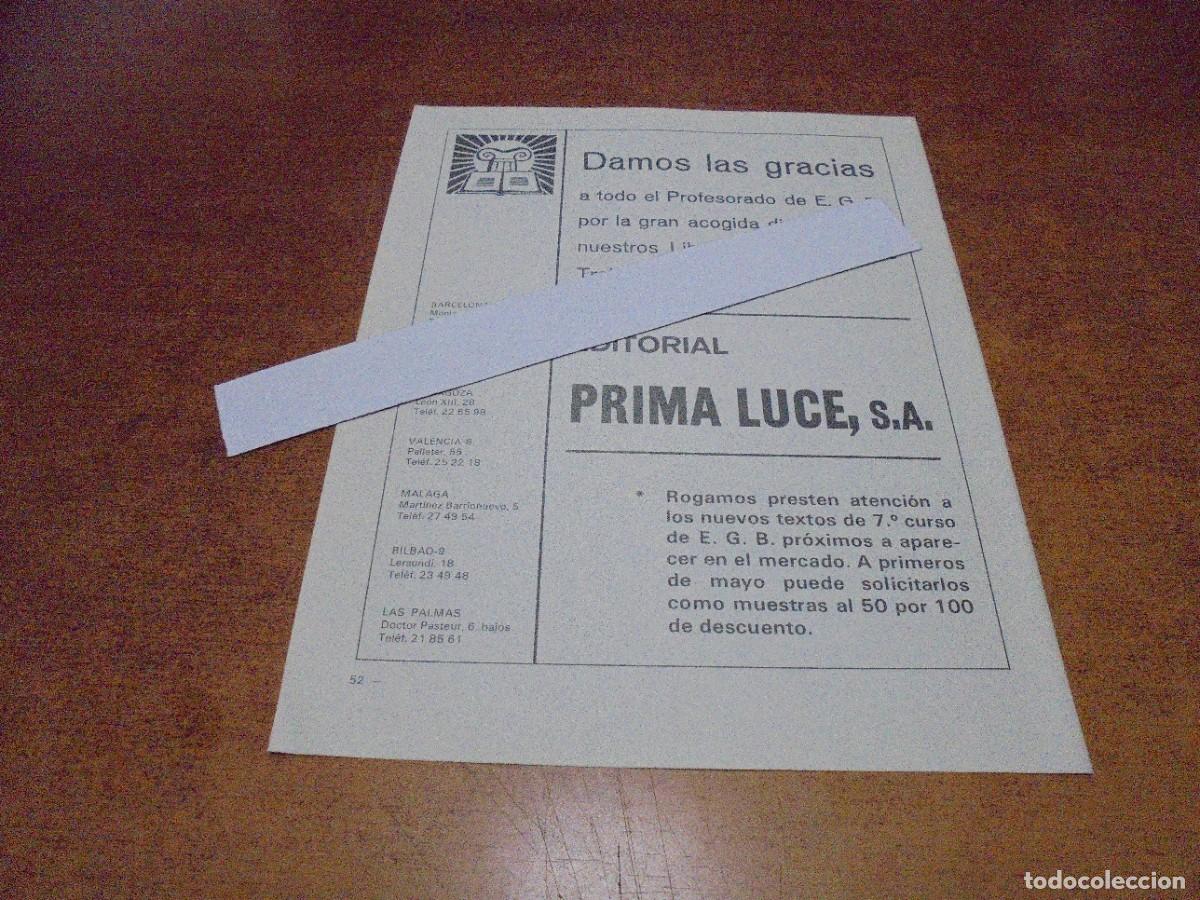 Damos las gracias
a todo el Profesorado de E. G.
por la gran acogida
nuestros
EDITORIAL
PRIMA LUCE, S.A.
* Rogamos presten atención a
los nuevos textos de 7.º curso
de E. G. B. próximos a apare-
cer en el mercado. A primeros
de mayo puede solicitarlos
como muestras al 50 por 100
de descuento.
BARCELONA
León XIII, 28
Teléf. 22 65 98
VALENCIA-8
Pelleter, 55
Teléf. 25 22 18
MALAGA
Martínez Barrionuevo, 5
Teléf. 27 49 54
BILBAO-9
Lersundi, 18
Teléf. 23 49 48
LAS PALMAS
Doctor Pasteur, 6. bajos
Teléf. 21 85 61
52 —
todocoleccion